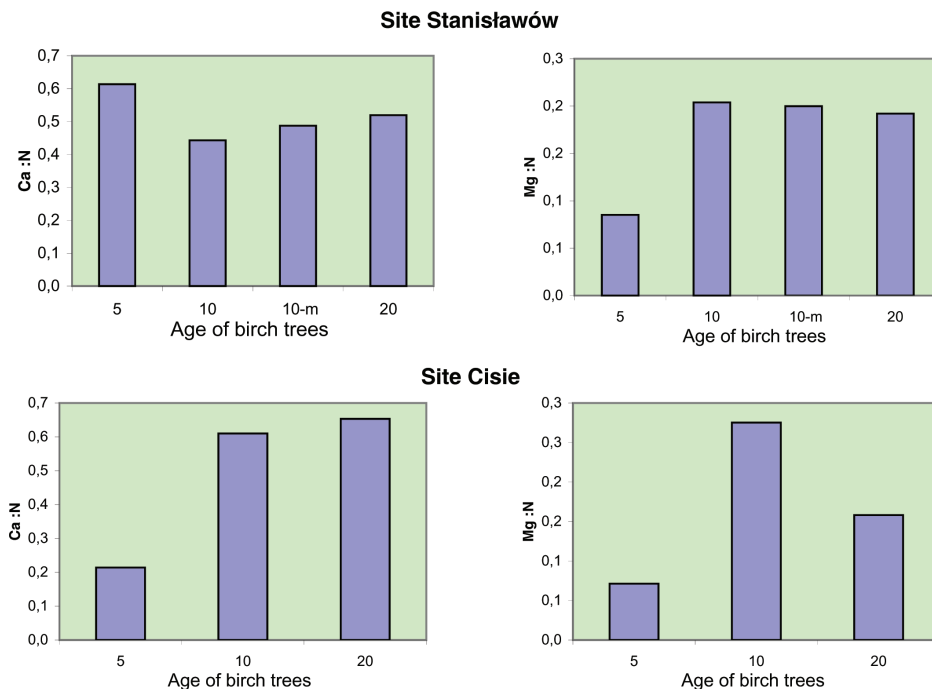 Site Stanisławów
0,7
0,6
0,5
0,4
0,3
0,2
0,1
0,0
Ca :N
5 10 10-m 20
Age of birch trees
0,3
0,2
0,2
0,1
0,1
0,0
Mg :N
5 10 10-m 20
Age of birch trees
Site Cisie
0,7
0,6
0,5
0,4
0,3
0,2
0,1
0,0
Ca :N
5 10 20
Age of birch trees
0,3
0,3
0,2
0,2
0,1
0,1
0,0
Mg :N
5 10 20
Age of birch trees